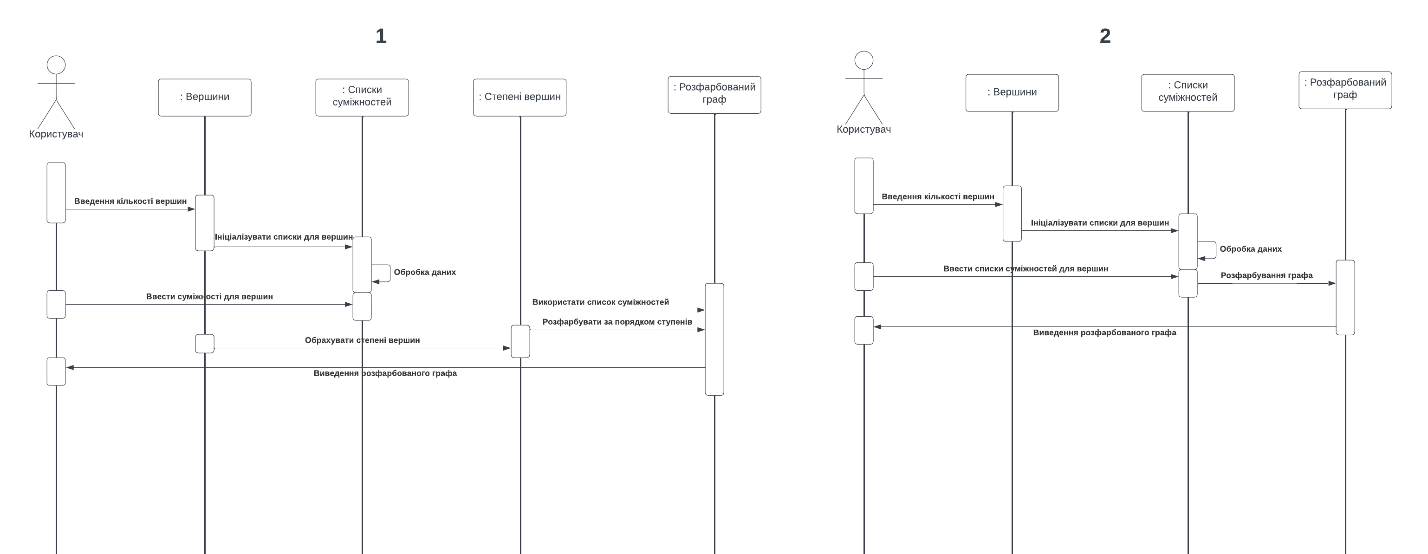 1
Користувач
: Вершини
: Списки
суміжностей
: Степені вершин
: Розфарбований
граф
Введення кількості вершин
Ініціалізувати списки для вершин
Обробка даних
Ввести суміжності для вершин
Використати список суміжностей
Розфарбувати за порядком ступенів
Обрахувати степені вершин
Виведення розфарбованого графа
2
Користувач
: Вершини
: Списки
суміжностей
: Розфарбований
граф
Введення кількості вершин
Ініціалізувати списки для вершин
Обробка даних
Ввести списки суміжностей для вершин
Розфарбування графа
Виведення розфарбованого графа